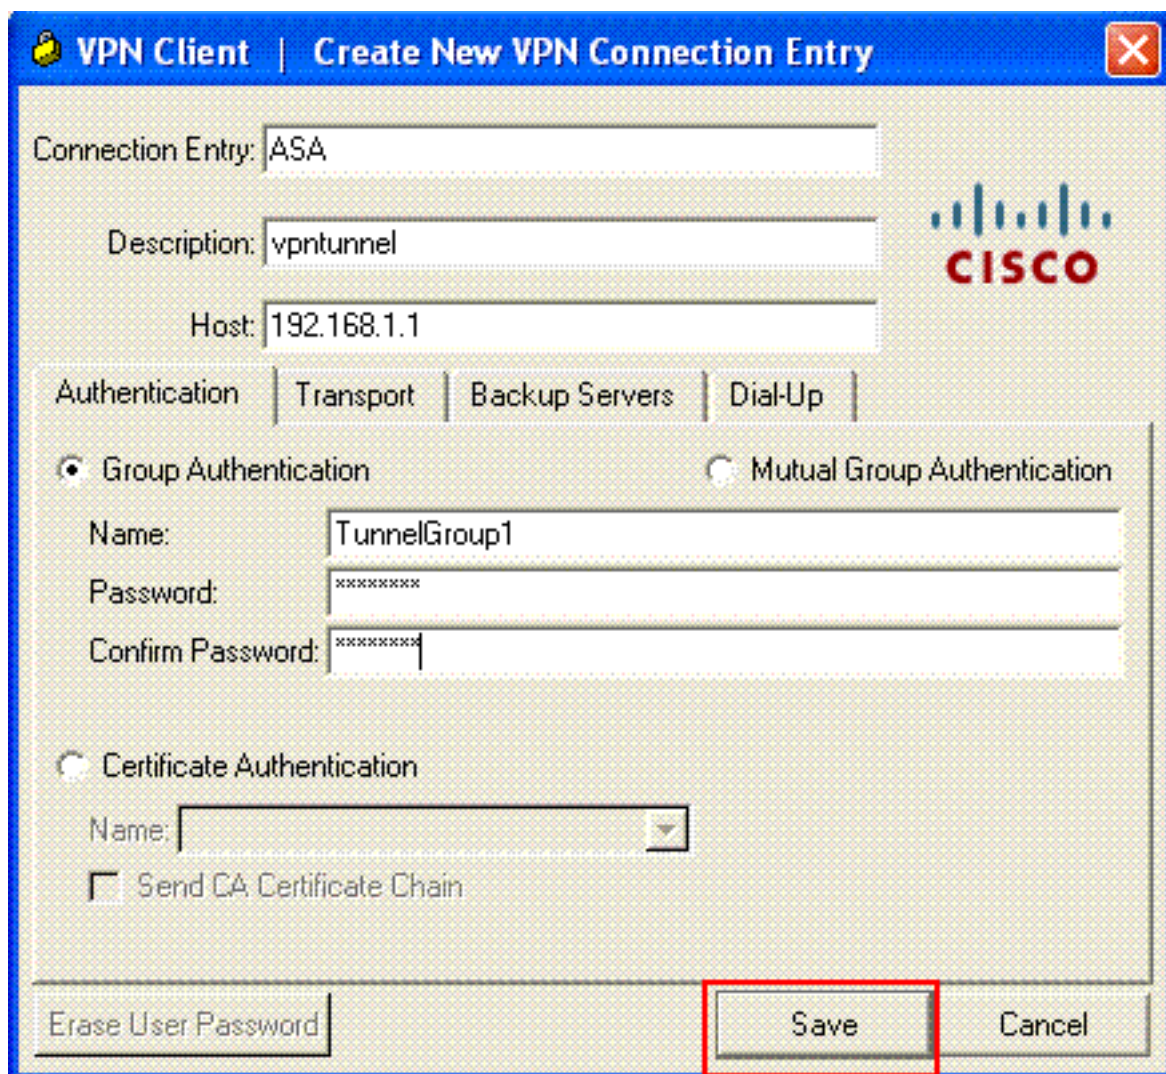 VPN Client | Create New VPN Connection Entry
Connection Entry: ASA
Description: vpntunnel
CISCO
Host: 192.168.1.1
Authentication Transport Backup Servers Dial-Up
Group Authentication Mutual Group Authentication
Name: TunnelGroup1
Password: ********
Confirm Password: ********
Certificate Authentication
Name:
Send CA Certificate Chain
Erase User Password Save Cancel